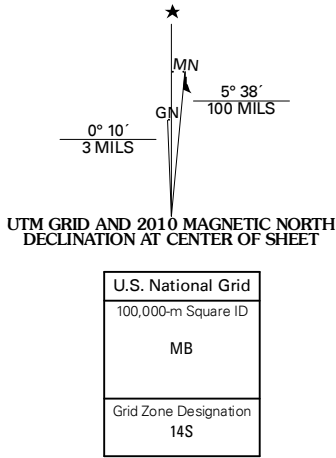 ★
MN
5° 38´
100 MILS
GN
0° 10´
3 MILS
UTM GRID AND 2010 MAGNETIC NORTH
DECLINATION AT CENTER OF SHEET
U.S. National Grid
100,000-m Square ID
MB
Grid Zone Designation
14S